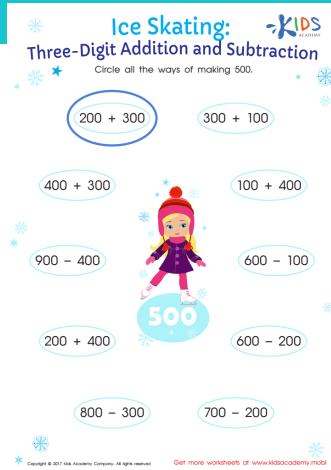 Ice Skating:
KIDS
ACADEMY
Three-Digit Addition and Subtraction
Circle all the ways of making 500.
200 + 300
300 + 100
400 + 300
100 + 400
900 – 400
600 – 100
500
200 + 400
600 – 200
800 – 300
700 – 200
Copyright © 2017 Kids Academy Company. All rights reserved
Get more worksheets at www.kidsacademy.mobi